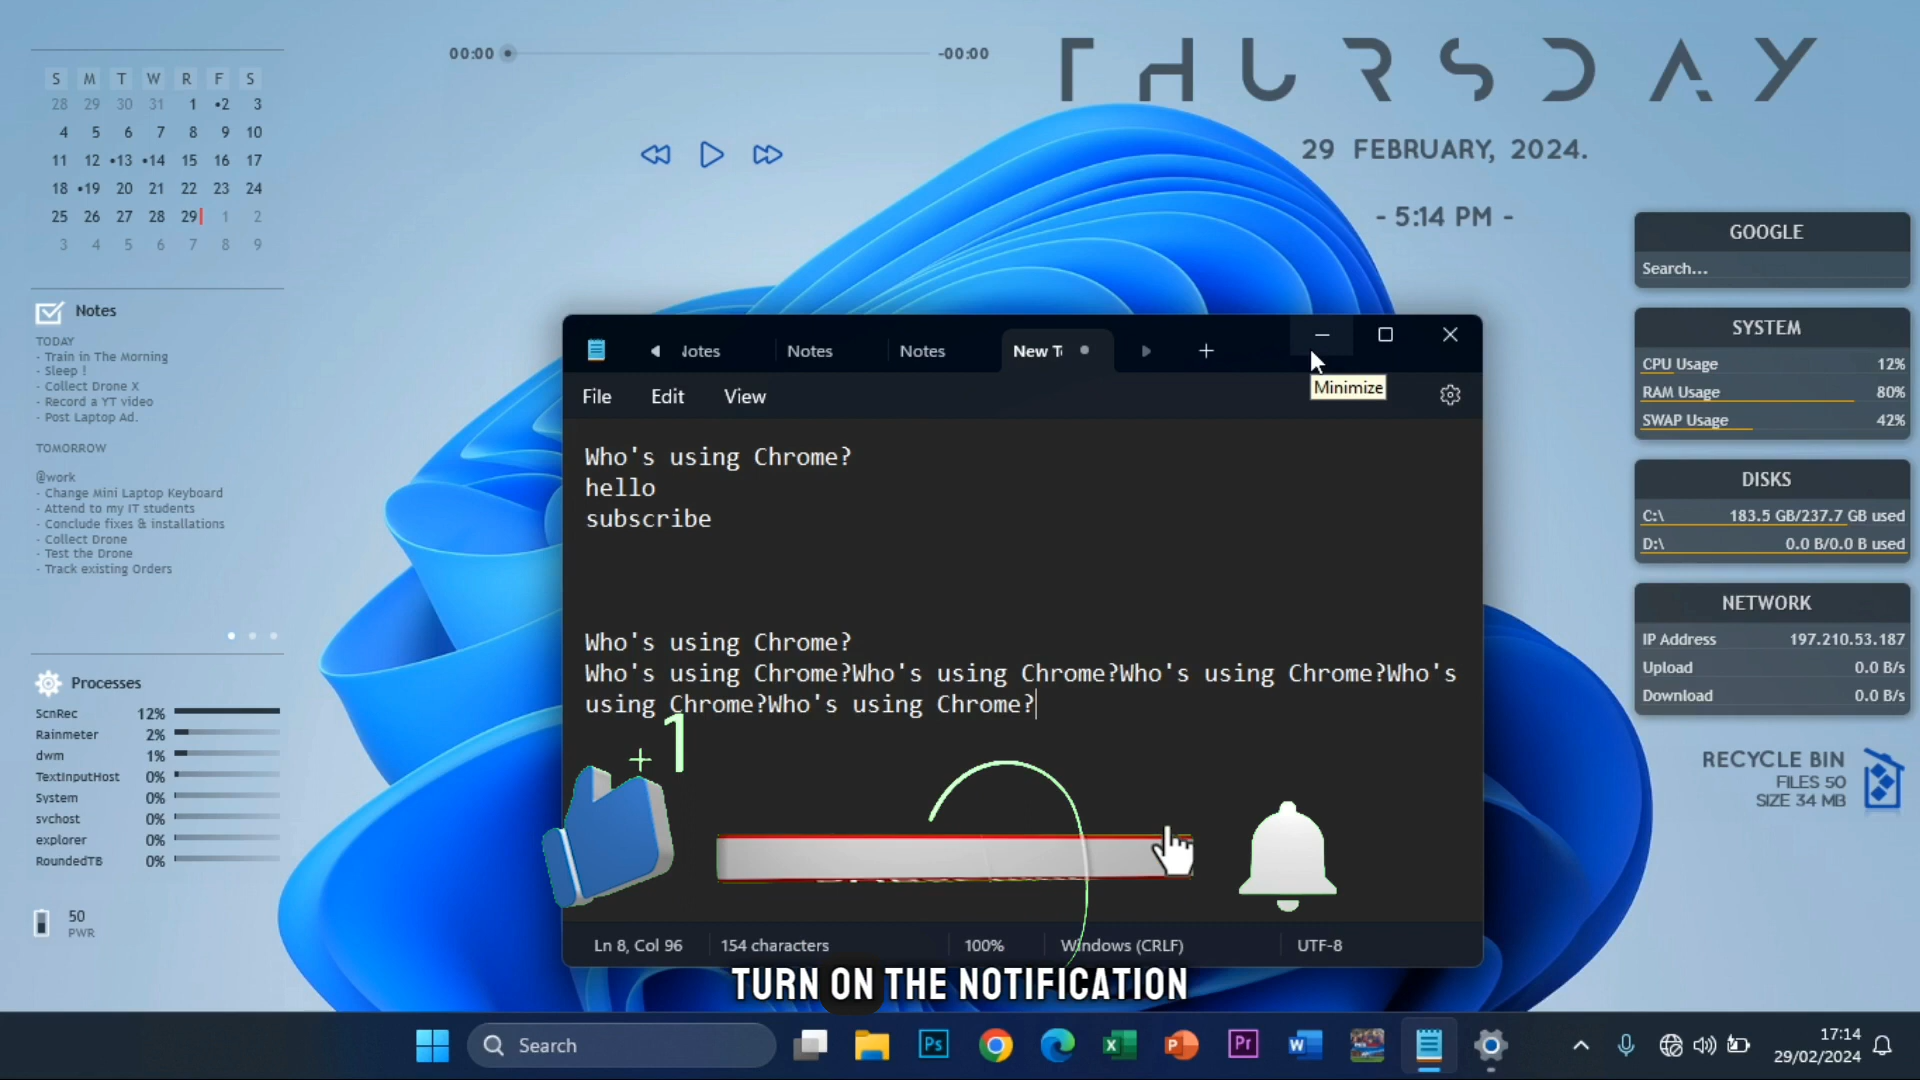 S M T W R F S
28 29 30 31 1 •2 3
4 5 6 7 8 9 10
11 12 •13 •14 15 16 17
18 •19 20 21 22 23 24
25 26 27 28 29 1 2
3 4 5 6 7 8 9
Notes
TODAY
- Train in The Morning
- Sleep !
- Collect Drone X
- Record a YT video
- Post Laptop Ad.
TOMORROW
@work
- Change Mini Laptop Keyboard
- Attend to my IT students
- Conclude fixes & installations
- Collect Drone
- Test the Drone
- Track existing Orders
Processes
ScnRec 12%
Rainmeter 2%
dwm 1%
TextInputHost 0%
System 0%
svchost 0%
explorer 0%
RoundedTB 0%
50
PWR
00:00 -00:00
THURSDAY
29 FEBRUARY, 2024.
- 5:14 PM -
GOOGLE
Search...
SYSTEM
CPU Usage 12%
RAM Usage 80%
SWAP Usage 42%
DISKS
C:\ 183.5 GB/237.7 GB used
D:\ 0.0 B/0.0 B used
NETWORK
IP Address 197.210.53.187
Upload 0.0 B/s
Download 0.0 B/s
RECYCLE BIN
FILES 50
SIZE 34 MB
Notes Notes New
Minimize
File Edit View
Who's using Chrome?
hello
subscribe
Who's using Chrome?
Who's using Chrome?Who's using Chrome?Who's using Chrome?Who's
using Chrome?Who's using Chrome?
+1
Ln 8, Col 96 154 characters 100% Windows (CRLF) UTF-8
TURN ON THE NOTIFICATION
Search
Ps
Pr
17:14
29/02/2024